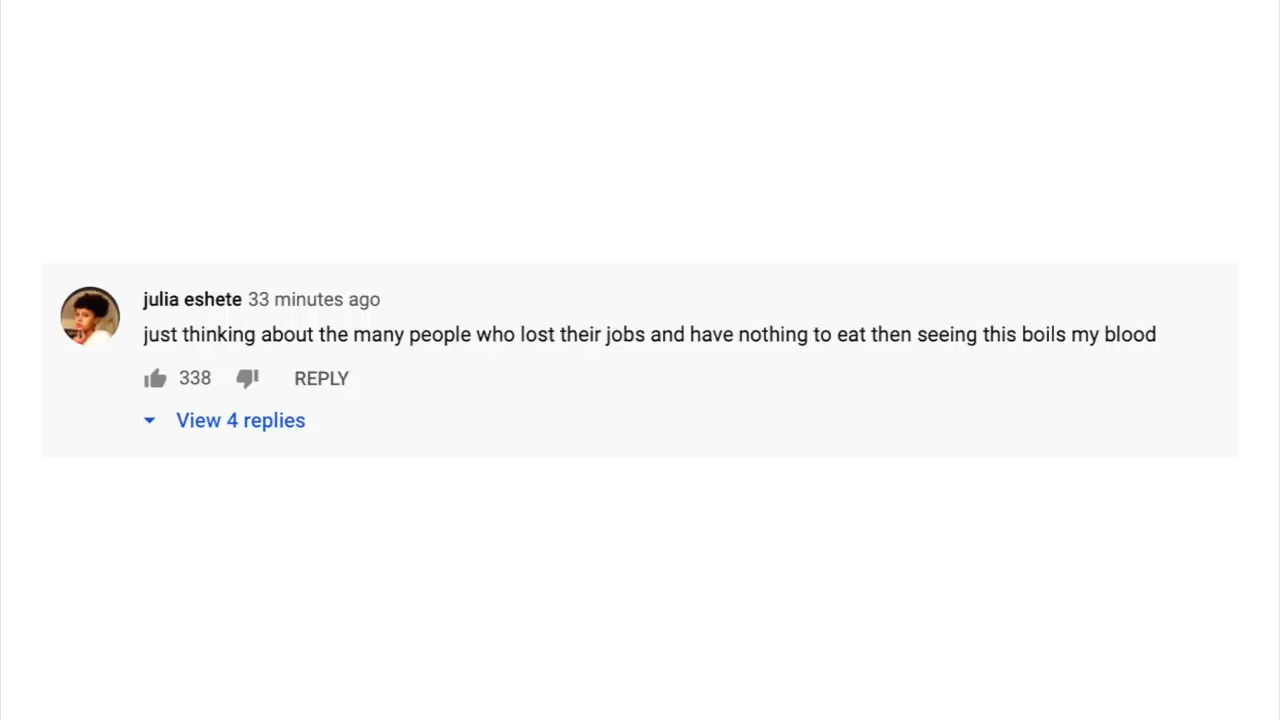 julia eshete 33 minutes ago
just thinking about the many people who lost their jobs and have nothing to eat then seeing this boils my blood
338 REPLY
View 4 replies